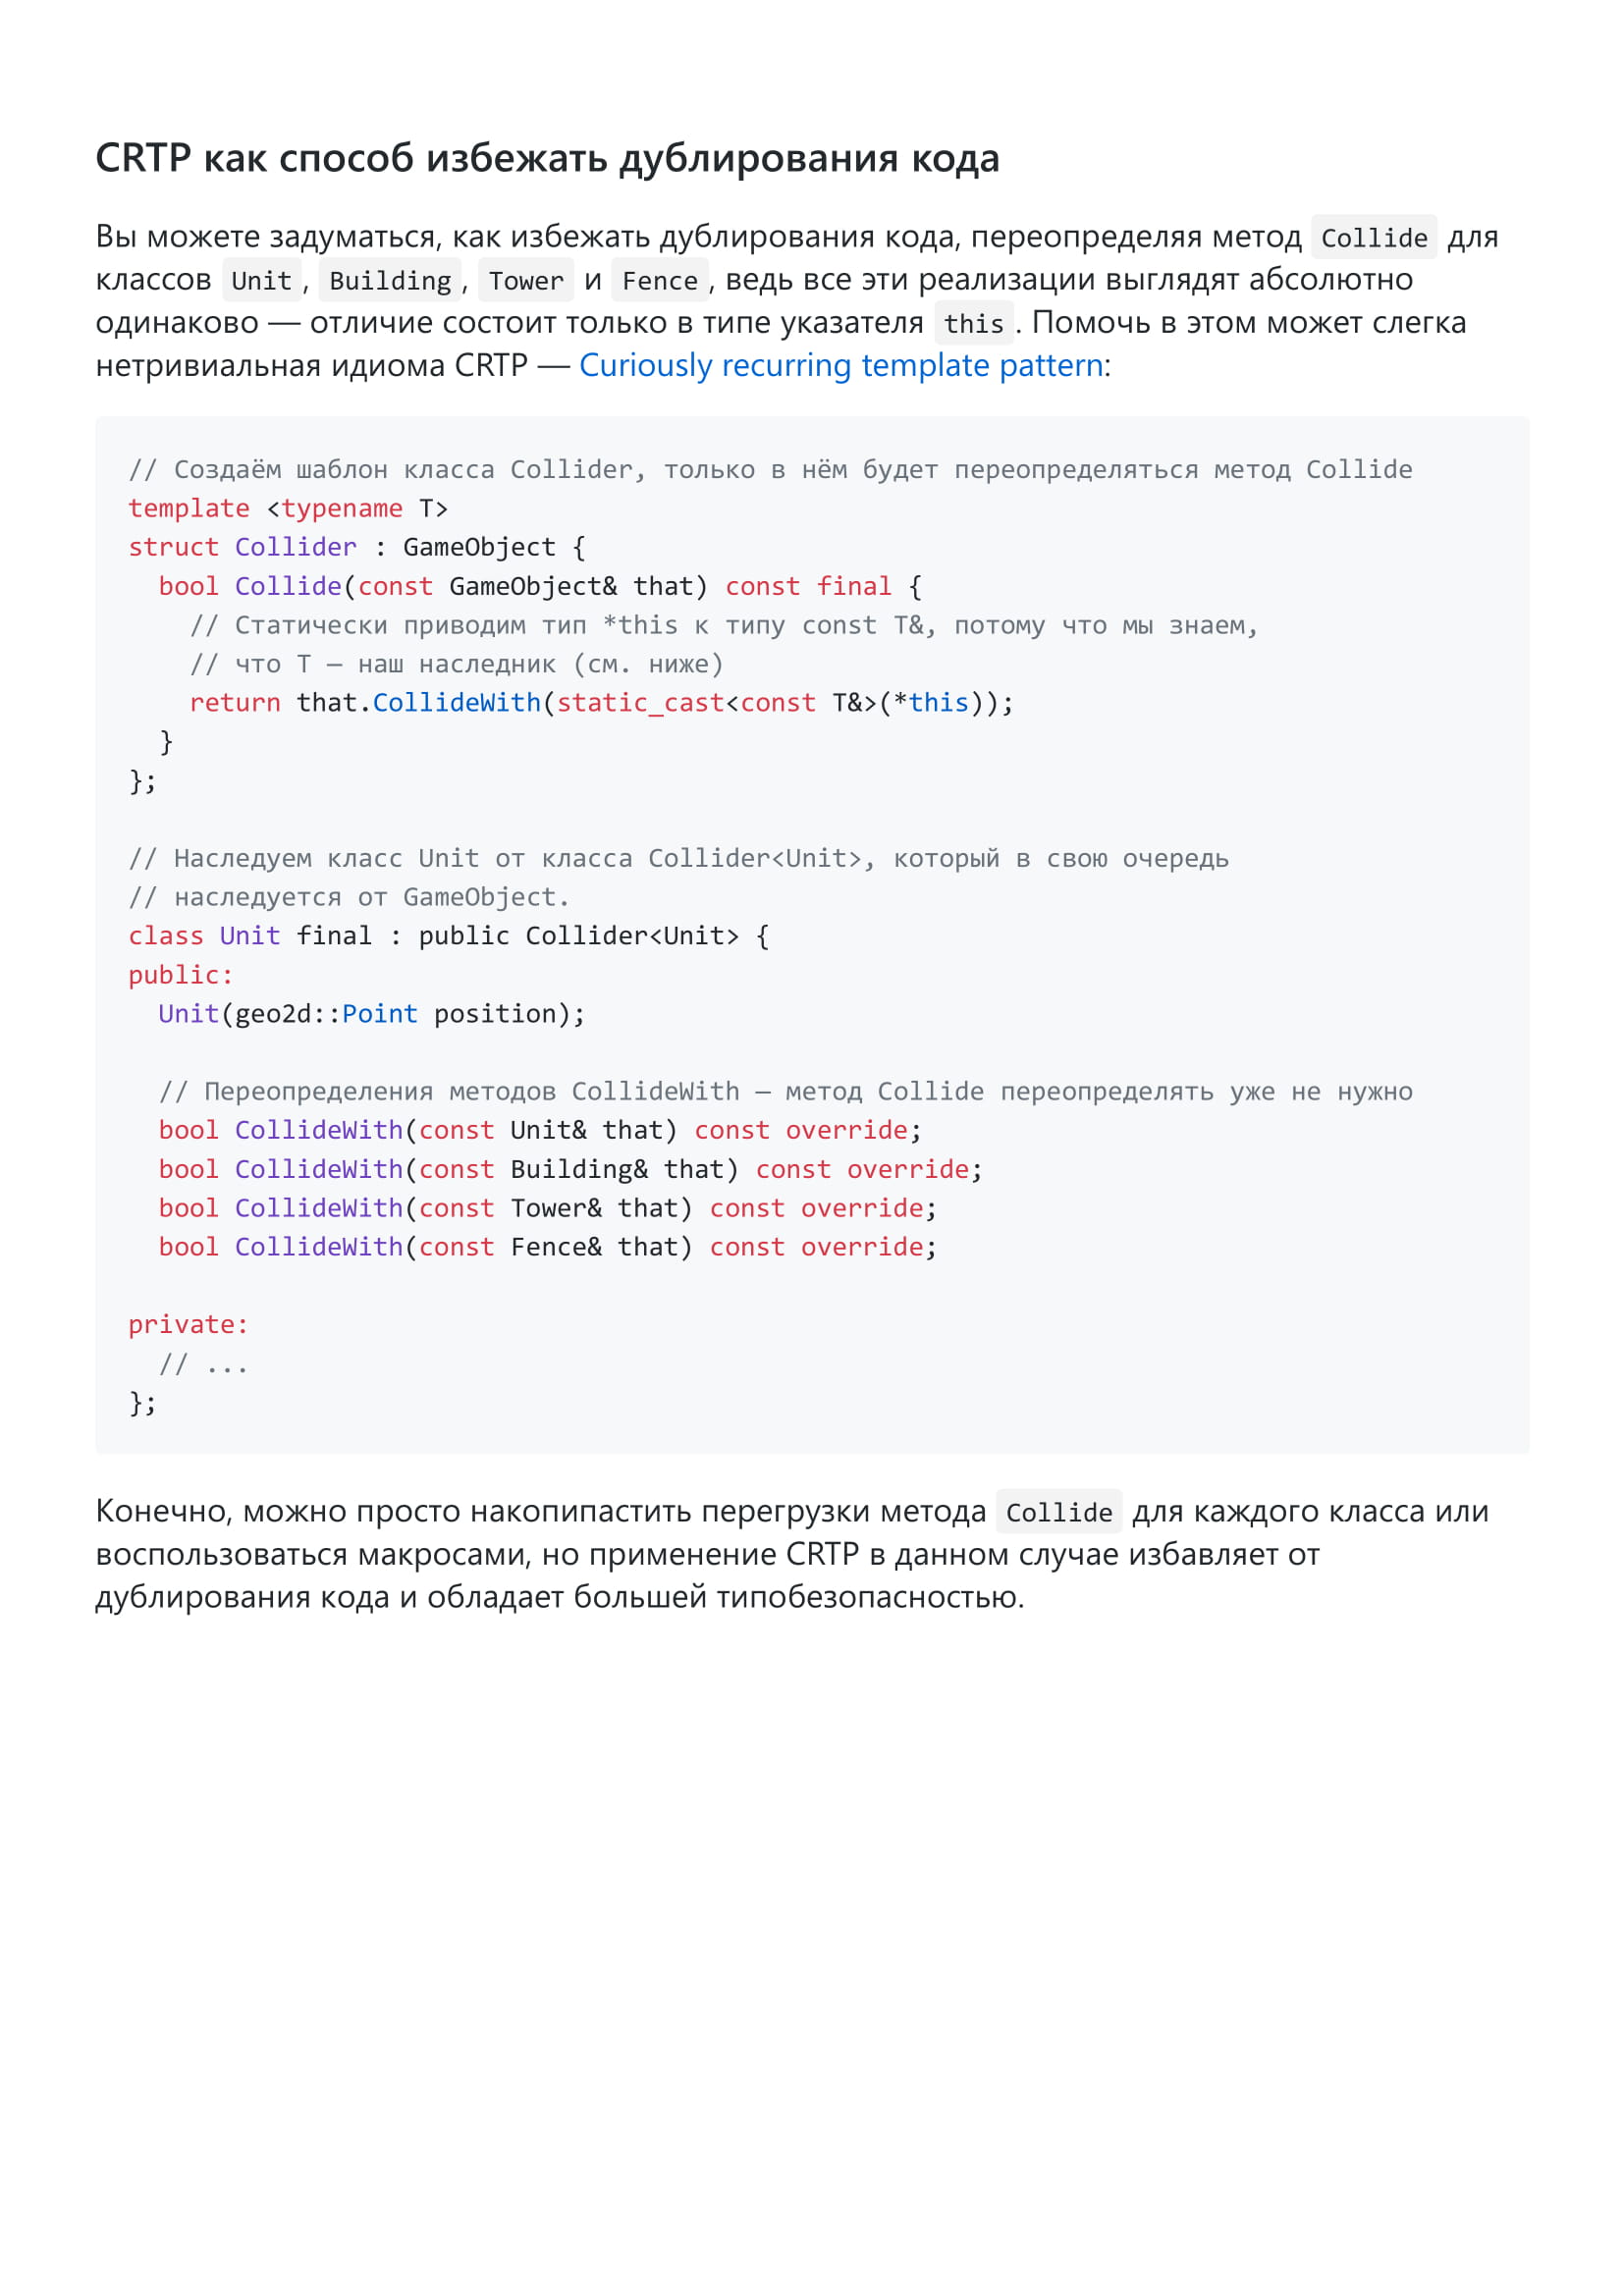 CRTP как способ избежать дублирования кода
Вы можете задуматься, как избежать дублирования кода, переопределяя метод Collide для
классов Unit, Building, Tower и Fence, ведь все эти реализации выглядят абсолютно
одинаково — отличие состоит только в типе указателя this. Помочь в этом может слегка
нетривиальная идиома CRTP — Curiously recurring template pattern:
// Создаём шаблон класса Collider, только в нём будет переопределяться метод Collide
template <typename T>
struct Collider : GameObject {
  bool Collide(const GameObject& that) const final {
    // Статически приводим тип *this к типу const T&, потому что мы знаем,
    // что T — наш наследник (см. ниже)
    return that.CollideWith(static_cast<const T&>(*this));
  }
};
// Наследуем класс Unit от класса Collider<Unit>, который в свою очередь
// наследуется от GameObject.
class Unit final : public Collider<Unit> {
public:
  Unit(geo2d::Point position);
  // Переопределения методов CollideWith — метод Collide переопределять уже не нужно
  bool CollideWith(const Unit& that) const override;
  bool CollideWith(const Building& that) const override;
  bool CollideWith(const Tower& that) const override;
  bool CollideWith(const Fence& that) const override;
private:
  // ...
};
Конечно, можно просто накопипастить перегрузки метода Collide для каждого класса или
воспользоваться макросами, но применение CRTP в данном случае избавляет от
дублирования кода и обладает большей типобезопасностью.